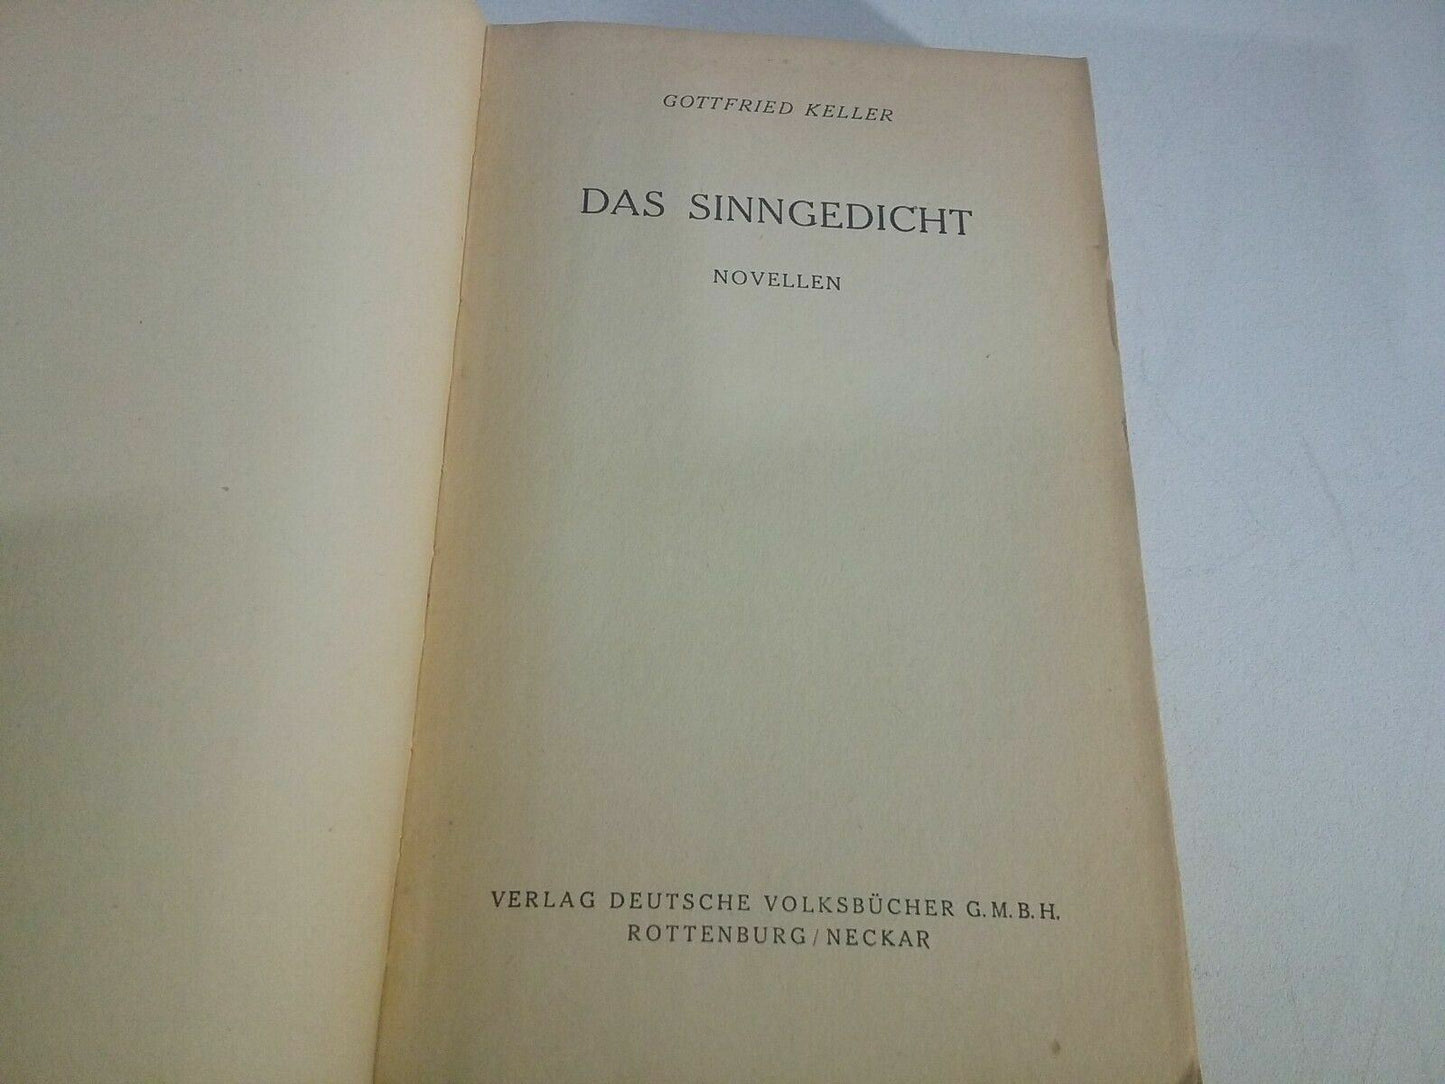 GOTTFRIED KELLER
DAS SINNGEDICHT
NOVELLEN
VERLAG DEUTSCHE VOLKSBÜCHER G.M.B.H.
ROTTENBURG/NECKAR